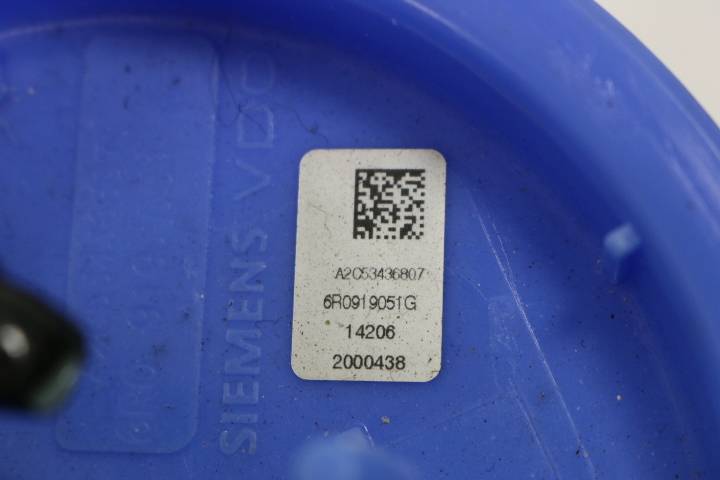 SIEMENS VDO
A2C53436807
6R0919051G
14206
2000438